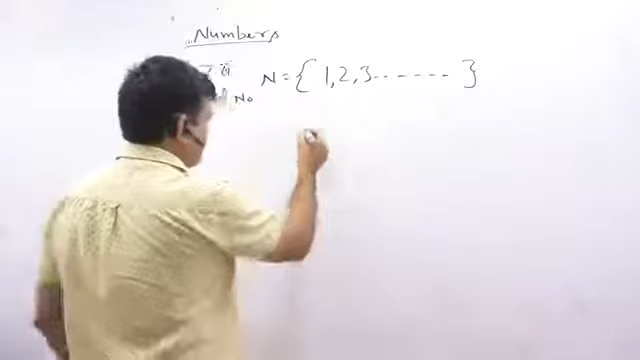 Numbers
N = { 1, 2, 3 . . - - - - - }
No